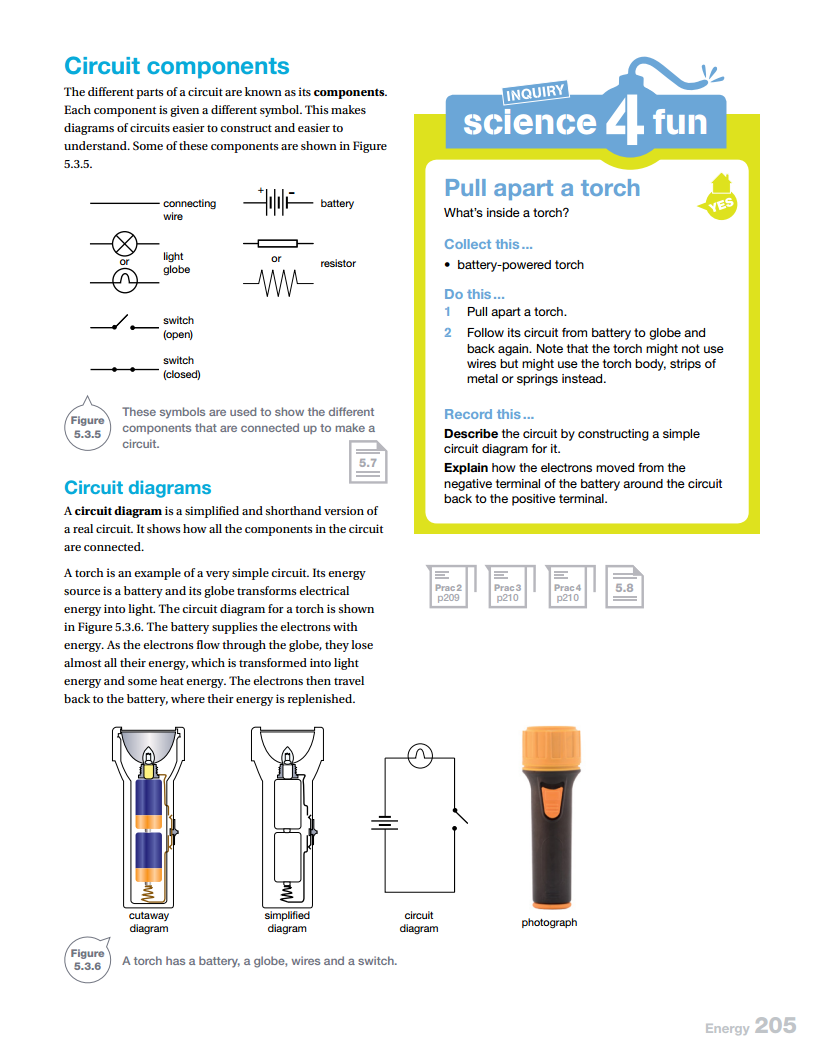 Circuit components
The different parts of a circuit are known as its components.
Each component is given a different symbol. This makes
diagrams of circuits easier to construct and easier to
understand. Some of these components are shown in Figure
5.3.5.
connecting
wire
+
-
battery
or
light
globe
or
resistor
switch
(open)
switch
(closed)
Figure
5.3.5
These symbols are used to show the different
components that are connected up to make a
circuit.
5.7
Circuit diagrams
A circuit diagram is a simplified and shorthand version of
a real circuit. It shows how all the components in the circuit
are connected.
A torch is an example of a very simple circuit. Its energy
source is a battery and its globe transforms electrical
energy into light. The circuit diagram for a torch is shown
in Figure 5.3.6. The battery supplies the electrons with
energy. As the electrons flow through the globe, they lose
almost all their energy, which is transformed into light
energy and some heat energy. The electrons then travel
back to the battery, where their energy is replenished.
INQUIRY
science 4 fun
Pull apart a torch
YES
What's inside a torch?
Collect this...
• battery-powered torch
Do this...
1 Pull apart a torch.
2 Follow its circuit from battery to globe and
back again. Note that the torch might not use
wires but might use the torch body, strips of
metal or springs instead.
Record this...
Describe the circuit by constructing a simple
circuit diagram for it.
Explain how the electrons moved from the
negative terminal of the battery around the circuit
back to the positive terminal.
Prac 2
p209
Prac 3
p210
Prac 4
p210
5.8
cutaway
diagram
simplified
diagram
circuit
diagram
photograph
Figure
5.3.6
A torch has a battery, a globe, wires and a switch.
Energy 205